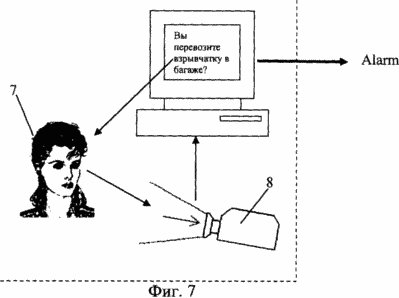 Вы
перевозите
взрывчатку в
багаже?
Alarm
7
8
Фиг. 7